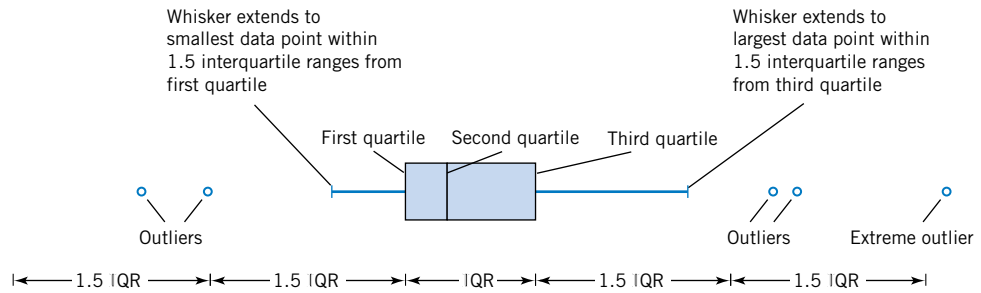 Whisker extends to
smallest data point within
1.5 interquartile ranges from
first quartile
Whisker extends to
largest data point within
1.5 interquartile ranges
from third quartile
First quartile
Second quartile
Third quartile
Outliers
Outliers
Extreme outlier
1.5 IQR
1.5 IQR
IQR
1.5 IQR
1.5 IQR